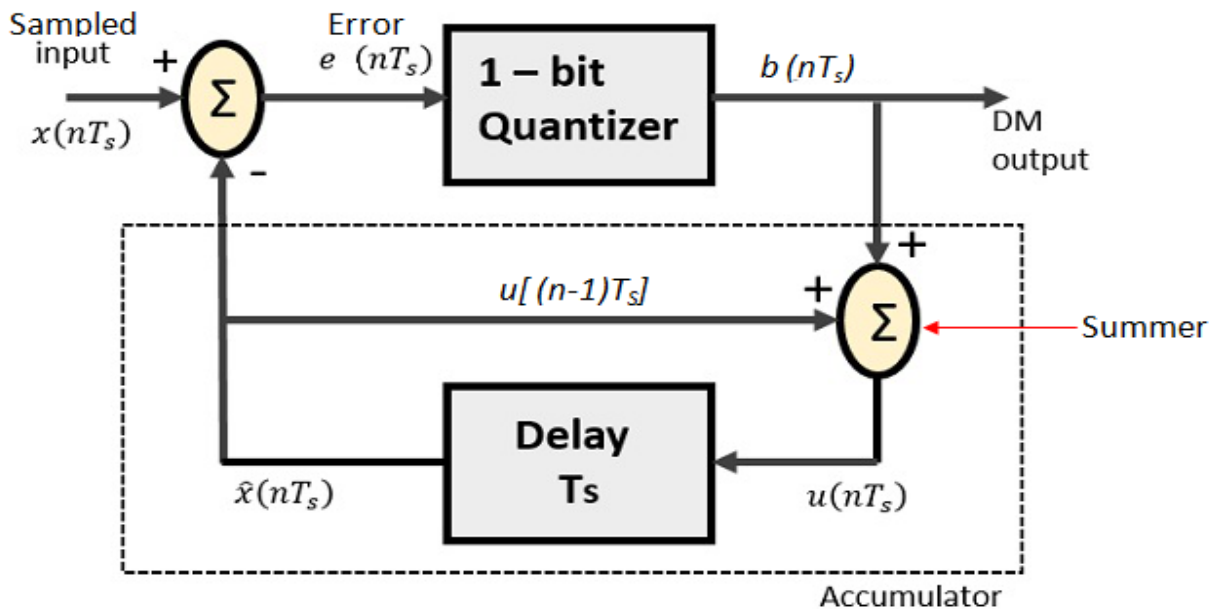 Sampled
input
+
x(nTₛ)
Σ
-
Error
e (nTₛ)
1 – bit
Quantizer
b (nTₛ)
DM
output
+
u[ (n-1)Tₛ]
+
Σ
Summer
Delay
Ts
x̂(nTₛ)
u(nTₛ)
Accumulator